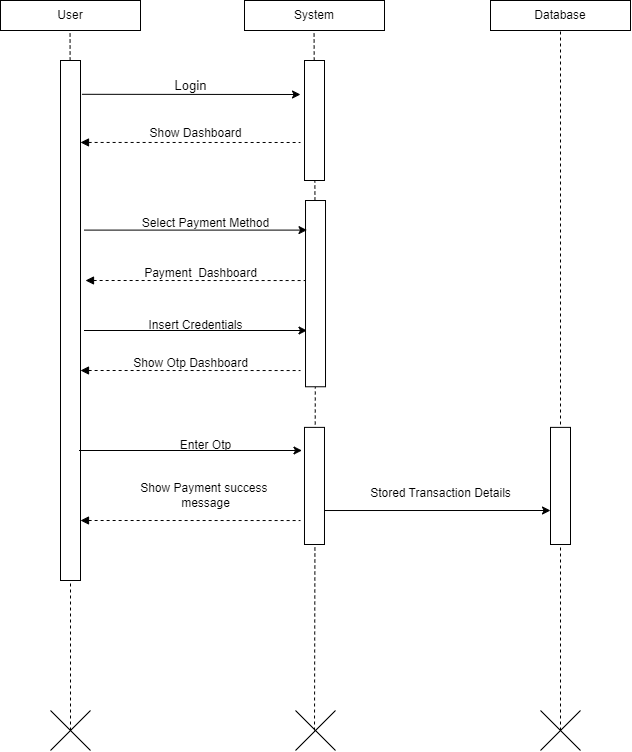 User
System
Database
Login
Show Dashboard
Select Payment Method
Payment  Dashboard
Insert Credentials
Show Otp Dashboard
Enter Otp
Show Payment success
message
Stored Transaction Details